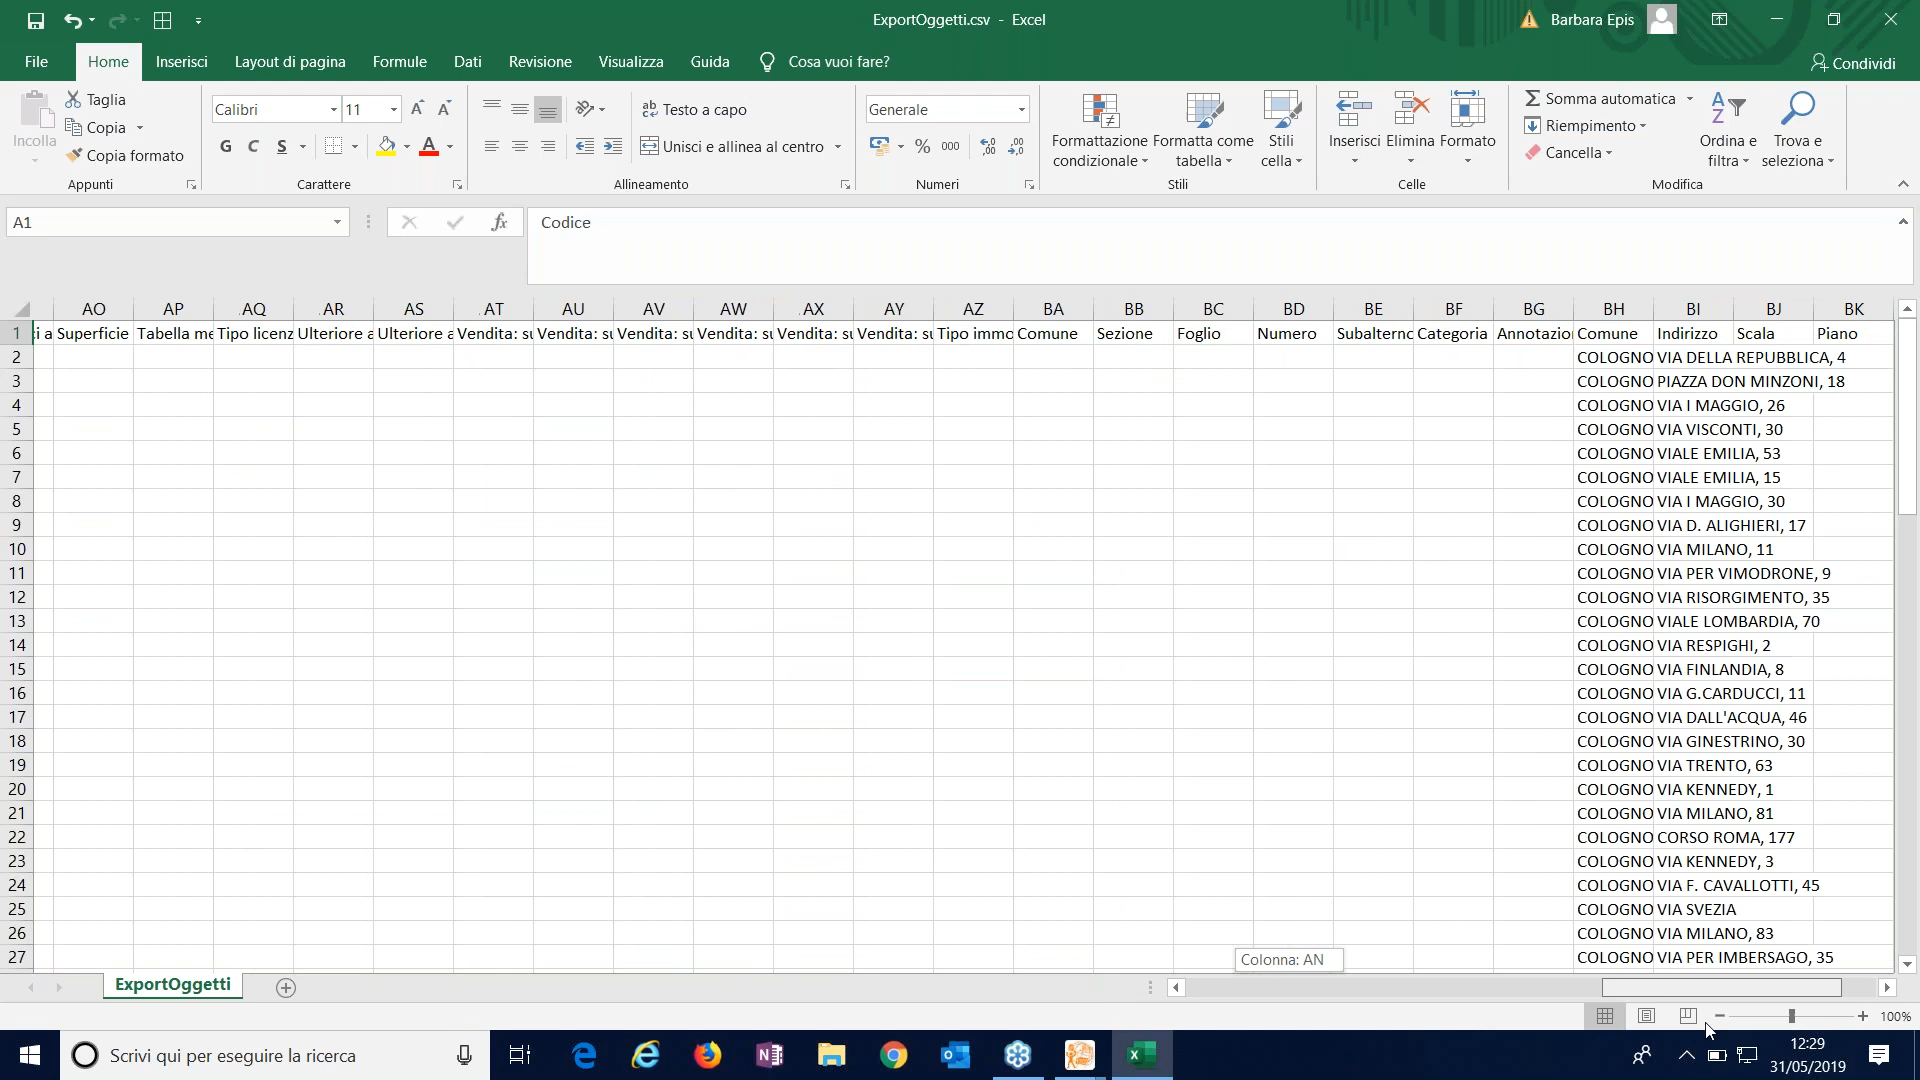 ExportOggetti.csv - Excel
Barbara Epis
File
Home
Inserisci
Layout di pagina
Formule
Dati
Revisione
Visualizza
Guida
Cosa vuoi fare?
Condividi
Incolla
Taglia
Copia
Copia formato
Appunti
Calibri
11
G C S
Carattere
Testo a capo
Unisci e allinea al centro
Allineamento
Generale
% 000
Numeri
Formattazione condizionale
Formatta come tabella
Stili cella
Stili
Inserisci
Elimina
Formato
Celle
Somma automatica
Riempimento
Cancella
Ordina e filtra
Trova e seleziona
Modifica
A1
fx
Codice
AO AP AQ AR AS AT AU AV AW AX AY AZ BA BB BC BD BE BF BG BH BI BJ BK
1 i a Superficie Tabella me Tipo licenz Ulteriore a Ulteriore a Vendita: su Vendita: su Vendita: su Vendita: su Vendita: su Vendita: su Tipo immo Comune Sezione Foglio Numero Subalterno Categoria Annotazion Comune Indirizzo Scala Piano
2 COLOGNO VIA DELLA REPUBBLICA, 4
3 COLOGNO PIAZZA DON MINZONI, 18
4 COLOGNO VIA I MAGGIO, 26
5 COLOGNO VIA VISCONTI, 30
6 COLOGNO VIALE EMILIA, 53
7 COLOGNO VIALE EMILIA, 15
8 COLOGNO VIA I MAGGIO, 30
9 COLOGNO VIA D. ALIGHIERI, 17
10 COLOGNO VIA MILANO, 11
11 COLOGNO VIA PER VIMODRONE, 9
12 COLOGNO VIA RISORGIMENTO, 35
13 COLOGNO VIALE LOMBARDIA, 70
14 COLOGNO VIA RESPIGHI, 2
15 COLOGNO VIA FINLANDIA, 8
16 COLOGNO VIA G.CARDUCCI, 11
17 COLOGNO VIA DALL'ACQUA, 46
18 COLOGNO VIA GINESTRINO, 30
19 COLOGNO VIA TRENTO, 63
20 COLOGNO VIA KENNEDY, 1
21 COLOGNO VIA MILANO, 81
22 COLOGNO CORSO ROMA, 177
23 COLOGNO VIA KENNEDY, 3
24 COLOGNO VIA F. CAVALLOTTI, 45
25 COLOGNO VIA SVEZIA
26 COLOGNO VIA MILANO, 83
27 COLOGNO VIA PER IMBERSAGO, 35
Colonna: AN
ExportOggetti
100%
Scrivi qui per eseguire la ricerca
12:29
31/05/2019